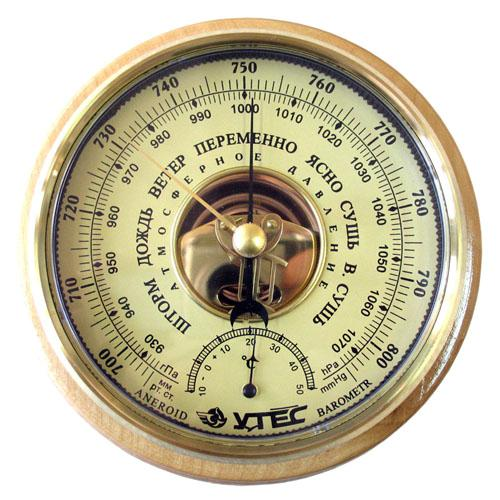 700 710 720 730 740 750 760 770 780 790 800
930 940 950 960 970 980 990 1000 1010 1020 1030 1040 1050 1060 1070
ШТОРМ ДОЖДЬ ВЕТЕР ПЕРЕМЕННО ЯСНО СУШЬ В. СУШЬ
АТМОСФЕРНОЕ ДАВЛЕНИЕ
гПа
мм
рт. ст.
hPa
mmHg
10 - 0 + 10 20 30 40 50
°C
ANEROID УТЕС BAROMETR